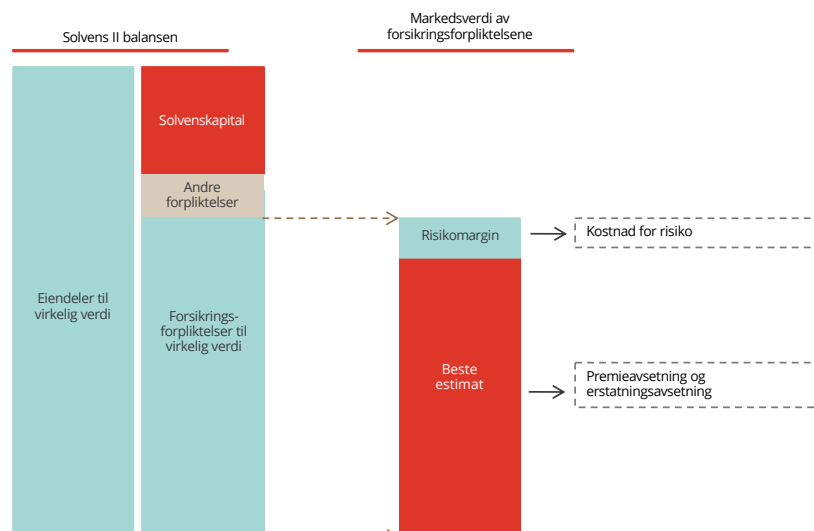 Solvens II balansen
Markedsverdi av
forsikringsforpliktelsene
Solvenskapital
Andre
forpliktelser
Eiendeler til
virkelig verdi
Forsikrings-
forpliktelser til
virkelig verdi
Risikomargin
Beste
estimat
Kostnad for risiko
Premieavsetning og
erstatningsavsetning